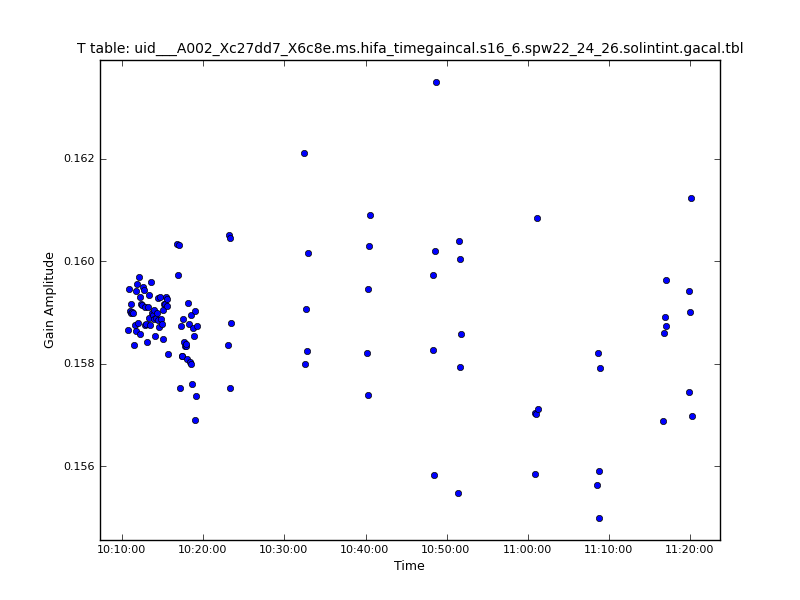 T table: uid___A002_Xc27dd7_X6c8e.ms.hifa_timegaincal.s16_6.spw22_24_26.solintint.gacal.tbl
0.162
0.160
0.158
0.156
Gain Amplitude
10:10:00 10:20:00 10:30:00 10:40:00 10:50:00 11:00:00 11:10:00 11:20:00
Time